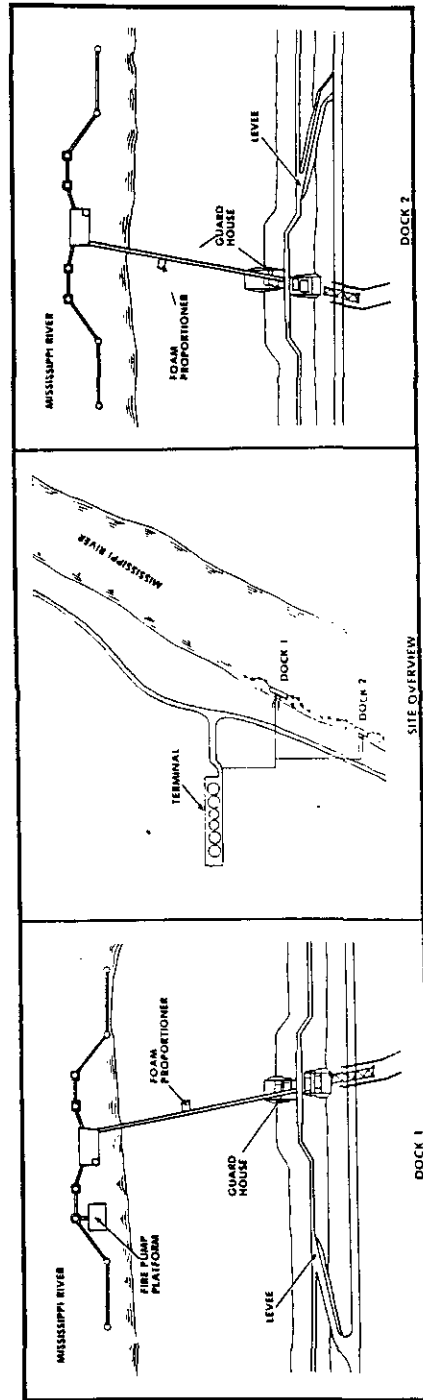 MISSISSIPPI RIVER
FIRE PUMP
PLATFORM
FOAM
PROPORTIONER
GUARD
HOUSE
LEVEE
DOCK 1
MISSISSIPPI RIVER
TERMINAL
DOCK 1
DOCK 2
SITE OVERVIEW
MISSISSIPPI RIVER
FOAM
PROPORTIONER
GUARD
HOUSE
LEVEE
DOCK 2